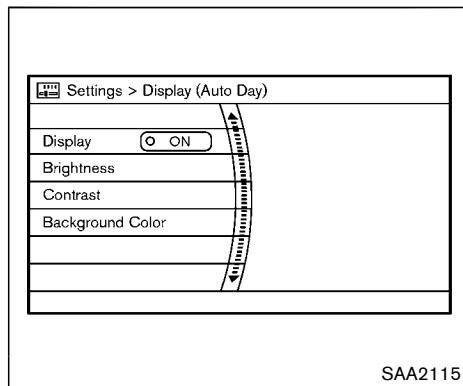 Settings > Display (Auto Day)
Display ON
Brightness
Contrast
Background Color
SAA2115